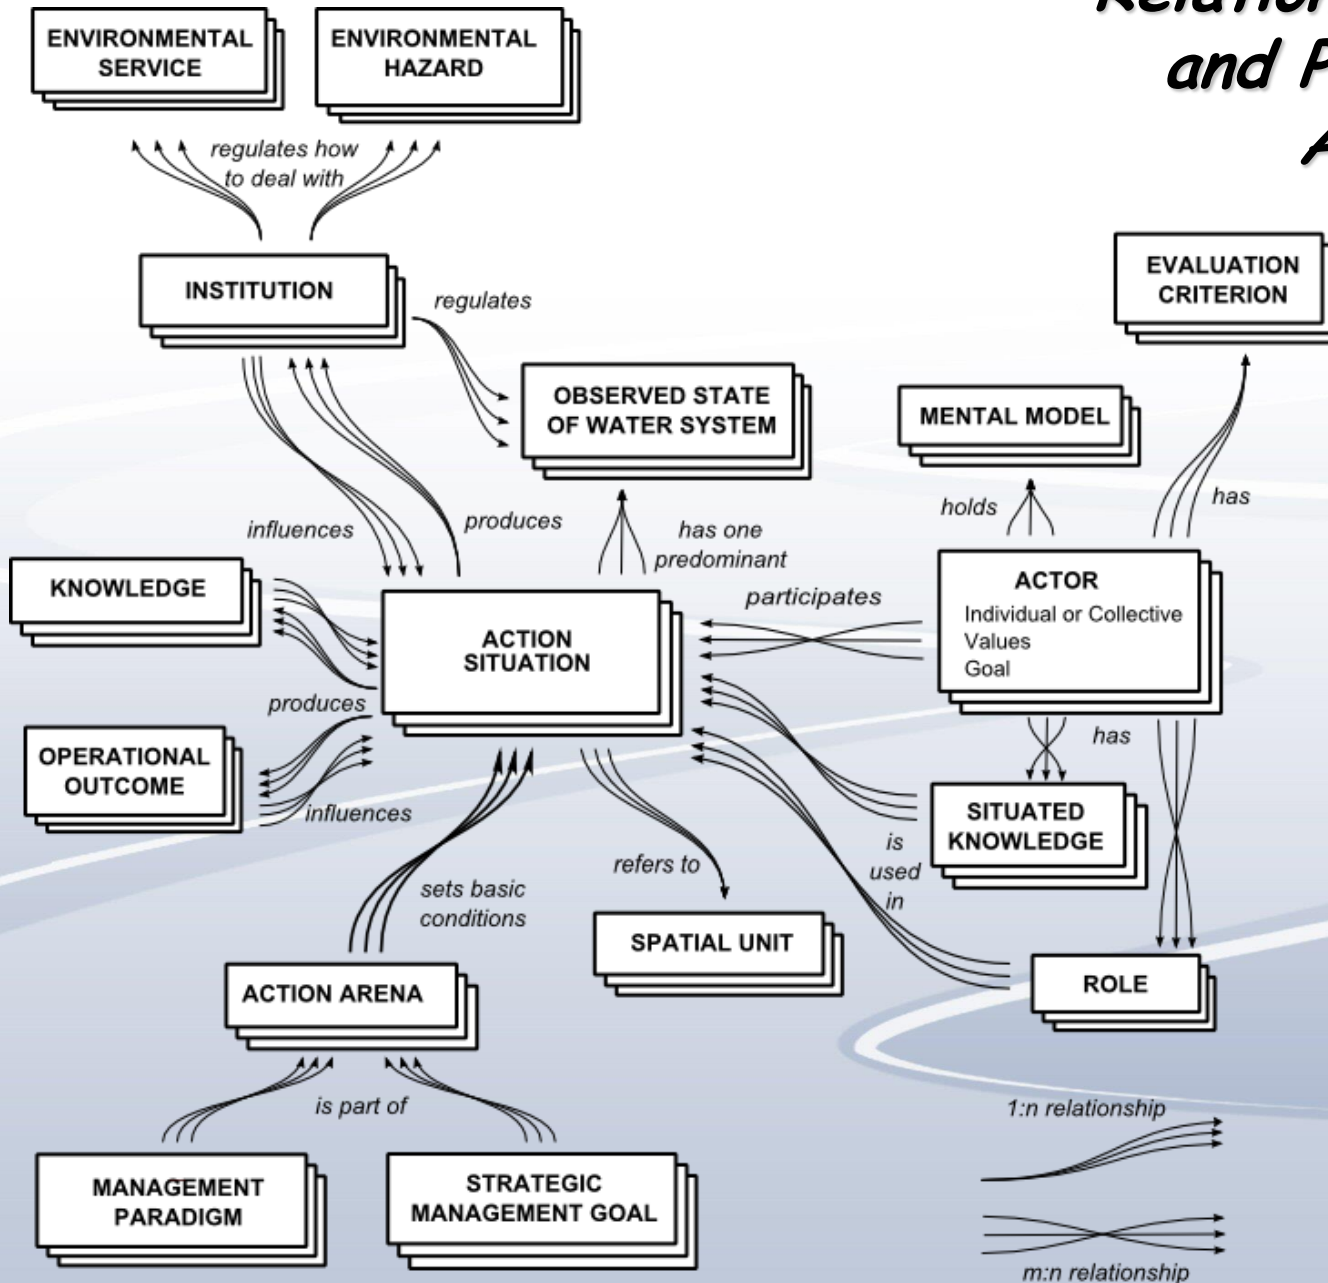 and
ENVIRONMENTAL
SERVICE
ENVIRONMENTAL
HAZARD
regulates how
to deal with
INSTITUTION
regulates
EVALUATION
CRITERION
OBSERVED STATE
OF WATER SYSTEM
MENTAL MODEL
influences
produces
has one
predominant
holds
has
KNOWLEDGE
ACTION
SITUATION
participates
ACTOR
Individual or Collective
Values
Goal
produces
has
OPERATIONAL
OUTCOME
influences
SITUATED
KNOWLEDGE
is
used
in
refers to
sets basic
conditions
SPATIAL UNIT
ACTION ARENA
ROLE
is part of
1:n relationship
MANAGEMENT
PARADIGM
STRATEGIC
MANAGEMENT GOAL
m:n relationship